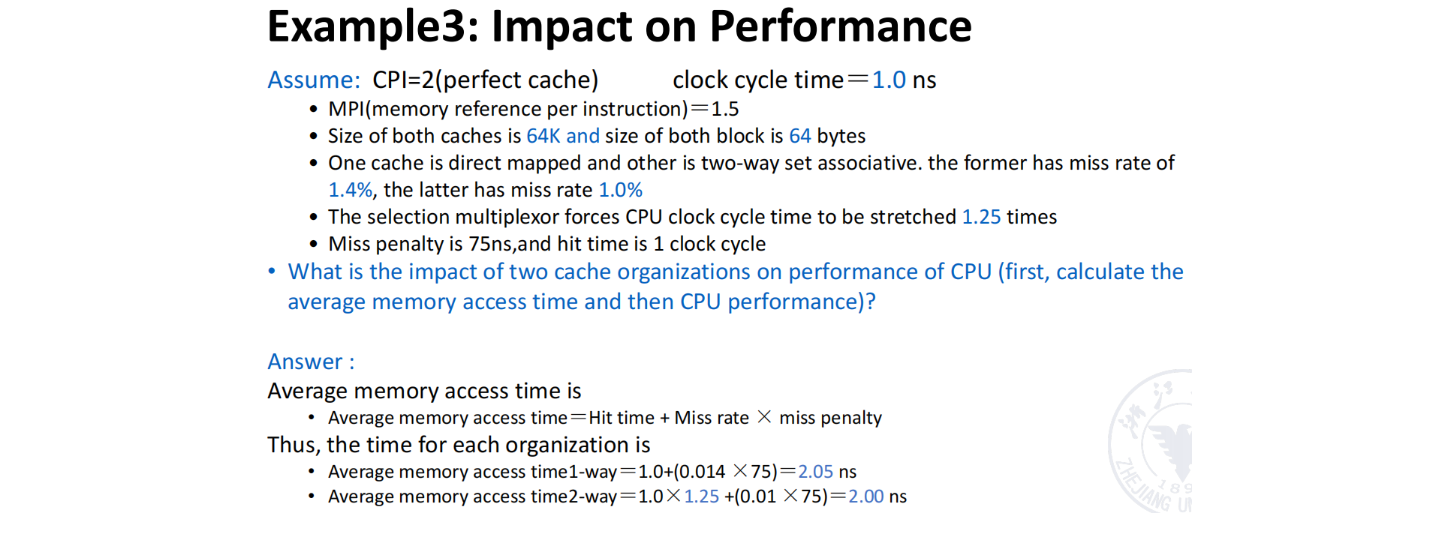 Example3: Impact on Performance
Assume: CPI=2(perfect cache) clock cycle time＝1.0 ns
• MPI(memory reference per instruction)＝1.5
• Size of both caches is 64K and size of both block is 64 bytes
• One cache is direct mapped and other is two-way set associative. the former has miss rate of
1.4%, the latter has miss rate 1.0%
• The selection multiplexor forces CPU clock cycle time to be stretched 1.25 times
• Miss penalty is 75ns,and hit time is 1 clock cycle
• What is the impact of two cache organizations on performance of CPU (first, calculate the
average memory access time and then CPU performance)?
Answer :
Average memory access time is
• Average memory access time＝Hit time + Miss rate × miss penalty
Thus, the time for each organization is
• Average memory access time1-way＝1.0+(0.014 ×75)＝2.05 ns
• Average memory access time2-way＝1.0×1.25 +(0.01 ×75)＝2.00 ns
浙
ZHEJIANG UN
189